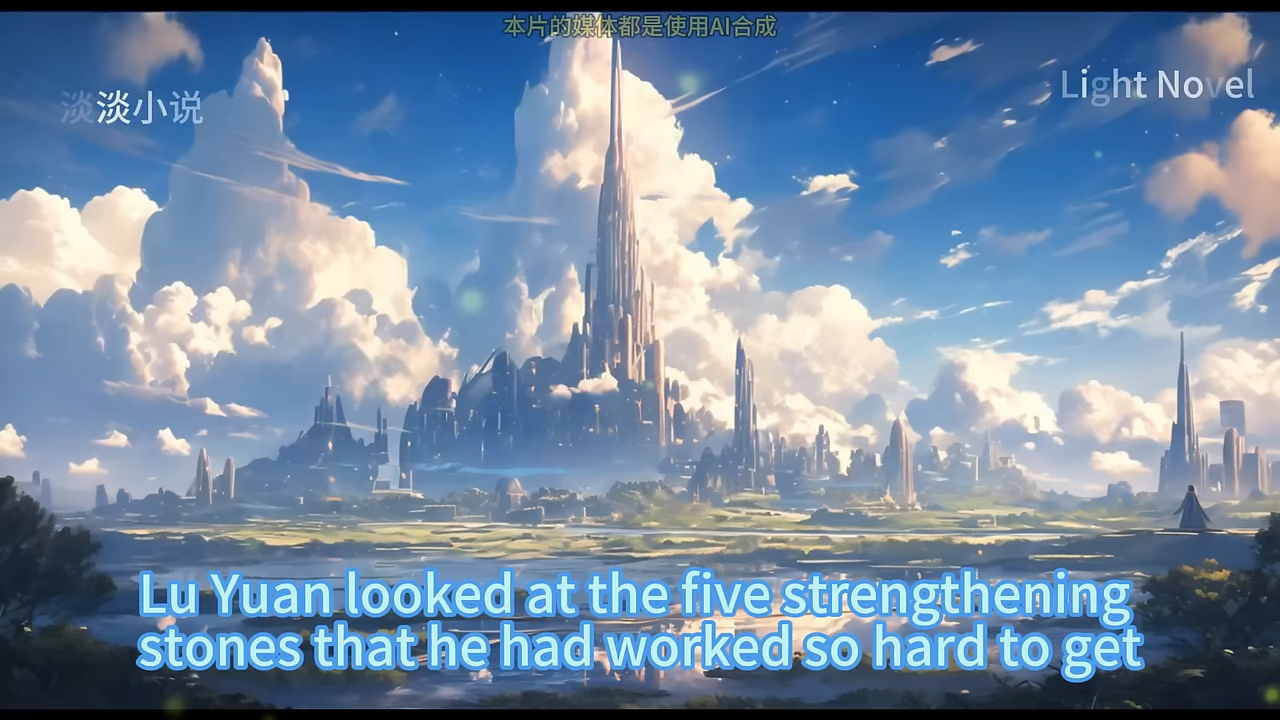 本片的媒体都是使用AI合成
淡淡小说
Light Novel
Lu Yuan looked at the five strengthening
stones that he had worked so hard to get